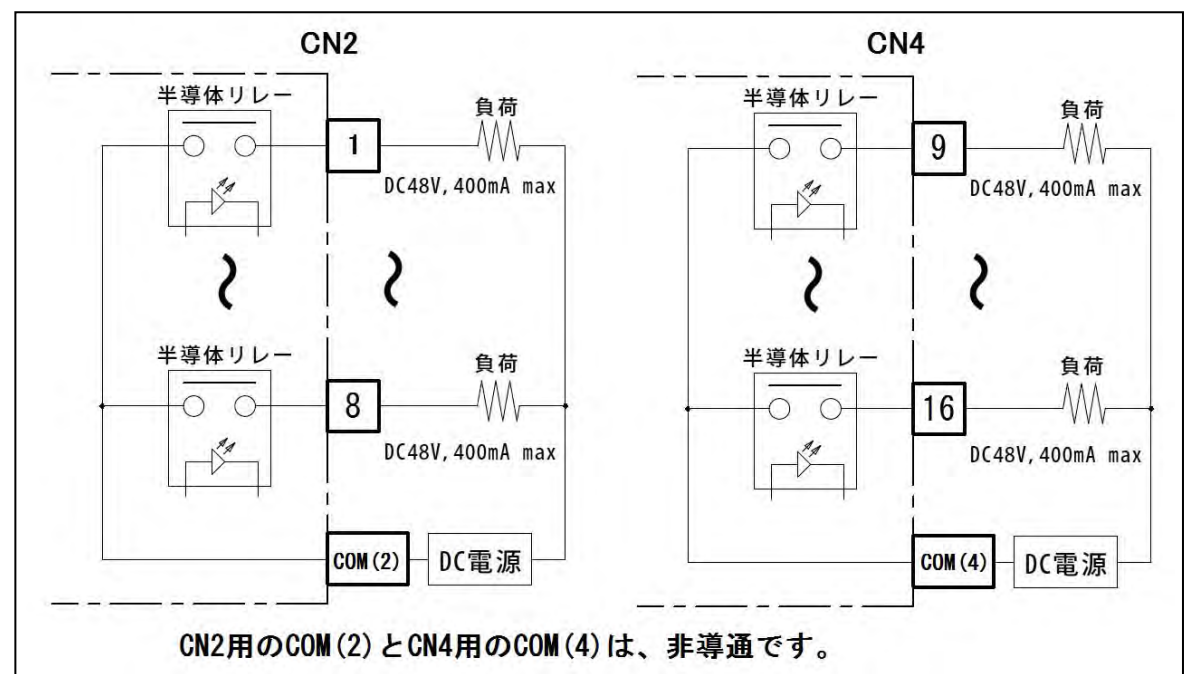 CN2
半導体リレー
1
負荷
DC48V,400mA max
半導体リレー
8
負荷
DC48V,400mA max
COM(2)
DC電源
CN4
半導体リレー
9
負荷
DC48V,400mA max
半導体リレー
16
負荷
DC48V,400mA max
COM(4)
DC電源
CN2用のCOM(2)とCN4用のCOM(4)は、非導通です。